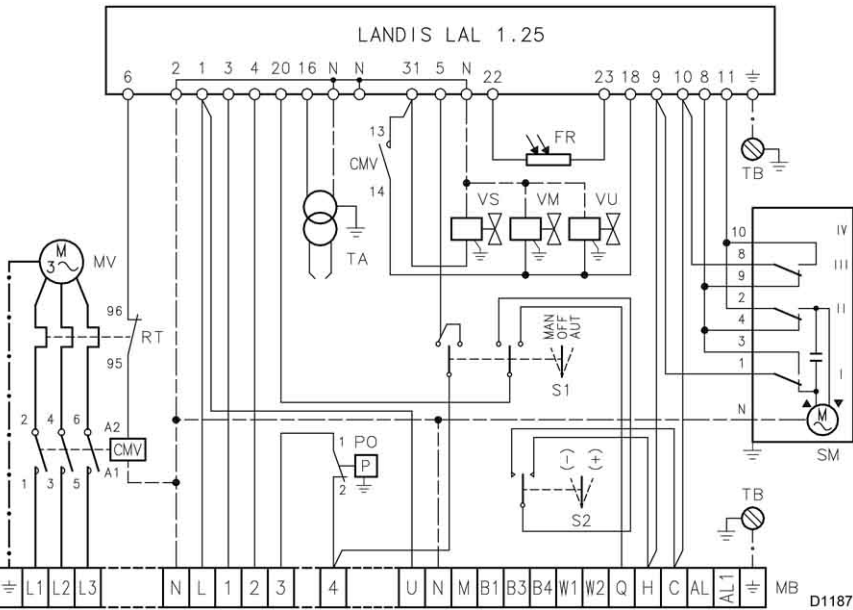 LANDIS LAL 1.25
6 2 1 3 4 20 16 N N 31 5 N 22 23 18 9 10 8 11
13
CMV
14
FR
TB
VS VM VU
TA
10 IV
8 III
9
2 II
4
3
1 I
N
M
SM
M
3~
MV
96
RT
95
MAN
OFF
AUT
S1
2 4 6 A2
CMV
1 3 5 A1
1 PO
P
2
(-) (+)
S2
TB
L1 L2 L3 N L 1 2 3 4 U N M B1 B3 B4 W1 W2 Q H C AL AL1 MB
D1187